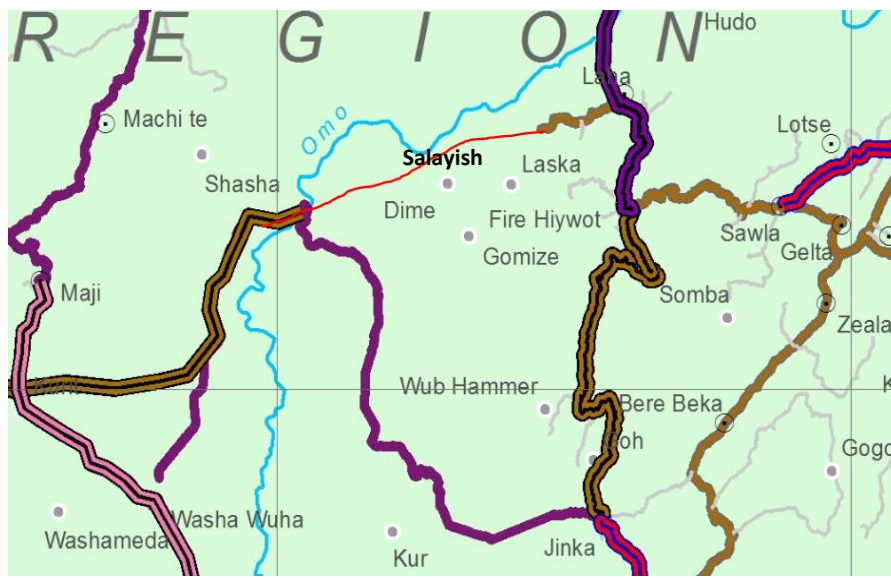 R E G I O N
Hudo
Lana
Machi te
Omo
Lotse
Salayish
Shasha
Laska
Dime
Fire Hiywot
Sawla
Gelta
Gomize
Maji
Somba
Zeala
Wub Hammer
Bere Beka
K
Goh
Gogo
Washa Wuha
Washameda
Kur
Jinka